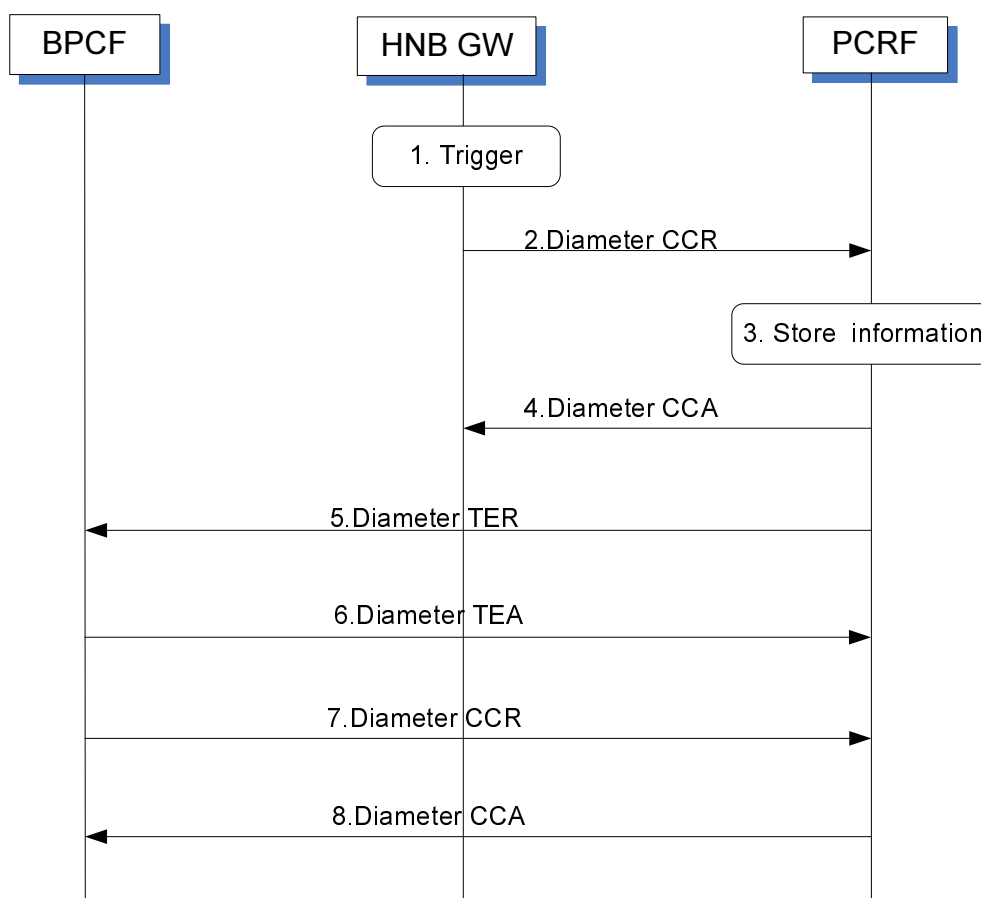 BPCF
HNB GW
PCRF
1. Trigger
2.Diameter CCR
3. Store information
4.Diameter CCA
5.Diameter TER
6.Diameter TEA
7.Diameter CCR
8.Diameter CCA